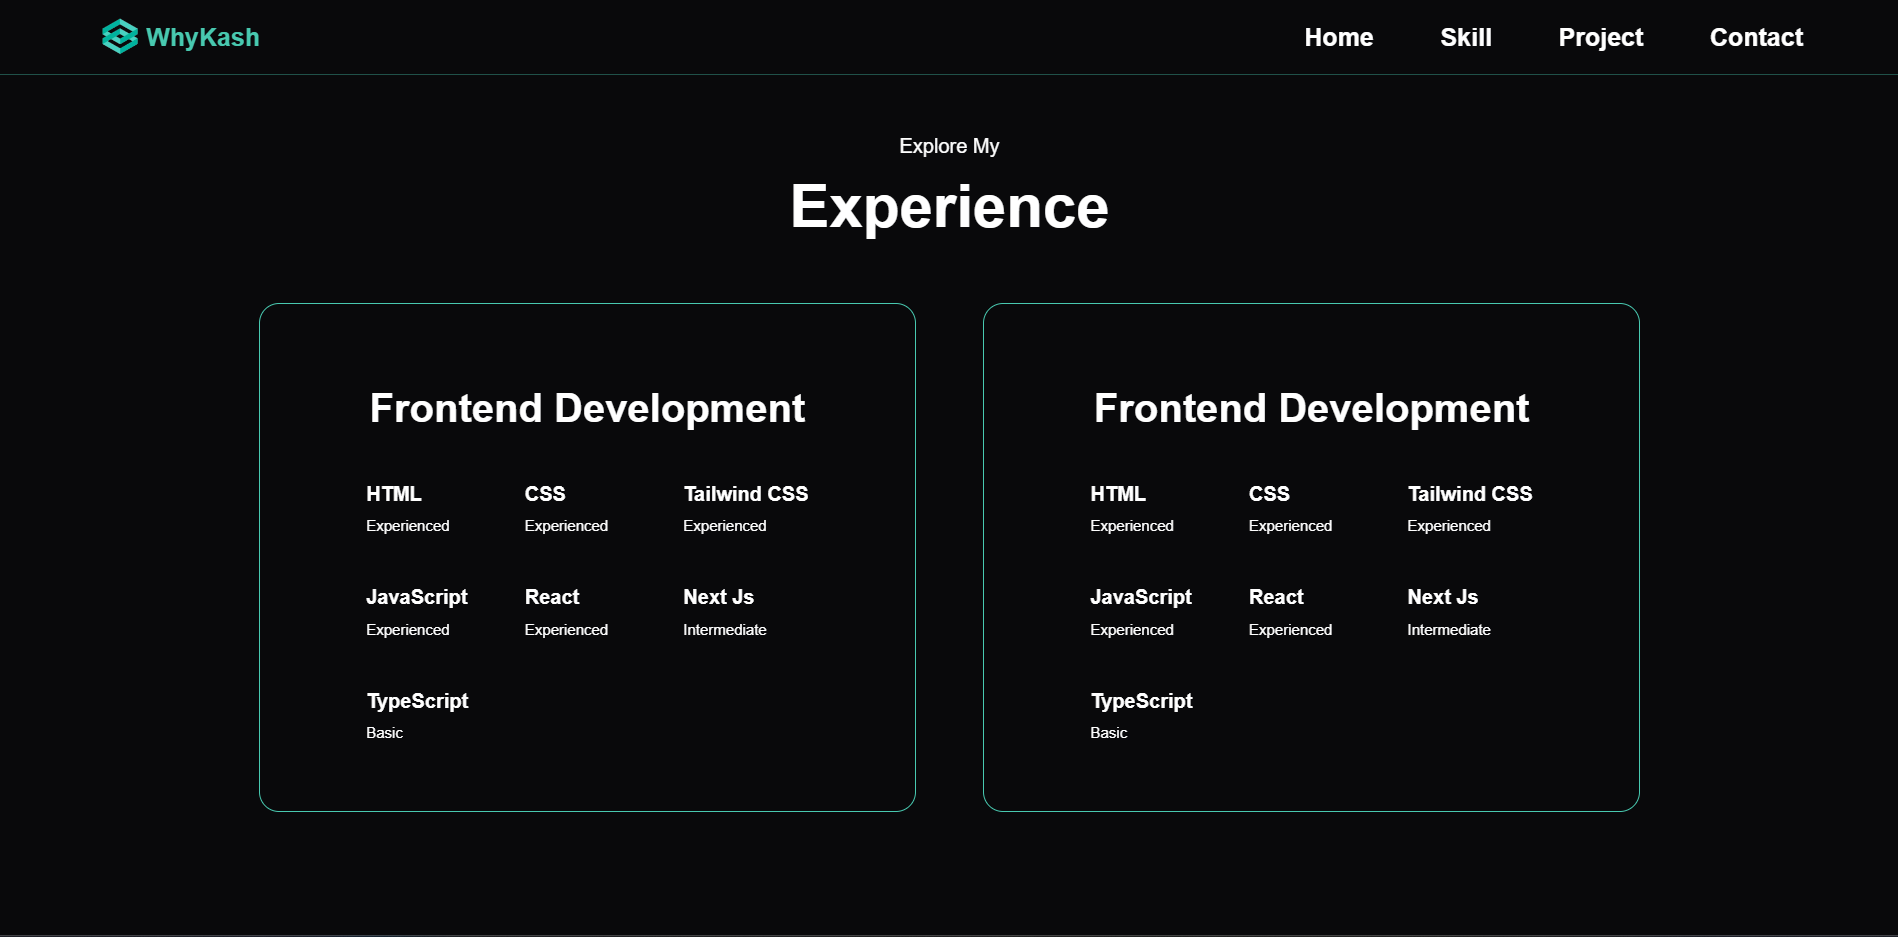 WhyKash
Home Skill Project Contact
Explore My
Experience
Frontend Development
HTML CSS Tailwind CSS
Experienced Experienced Experienced
JavaScript React Next Js
Experienced Experienced Intermediate
TypeScript
Basic
Frontend Development
HTML CSS Tailwind CSS
Experienced Experienced Experienced
JavaScript React Next Js
Experienced Experienced Intermediate
TypeScript
Basic